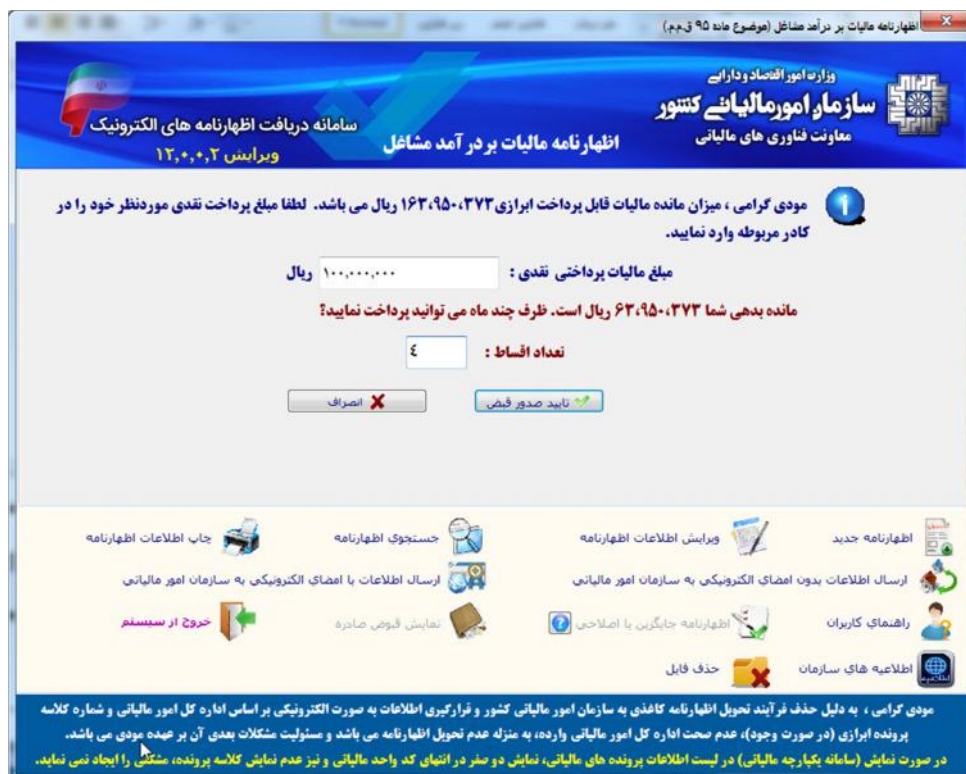 اظهارنامه مالیات بر درآمد مشاغل (موضوع ماده ۹۵ ق.م.م)
وزارت امور اقتصاد و دارایی
سازمان امور مالیاتی کشور
معاونت فناوری های مالیاتی
اظهارنامه مالیات بر درآمد مشاغل
سامانه دریافت اظهارنامه های الکترونیک
ویرایش ۱۲,۰,۰,۲
مودی گرامی ، میزان مانده مالیات قابل پرداخت ابرازی ۱۶۳،۹۵۰،۳۷۳ ریال می باشد. لطفا مبلغ پرداخت نقدی موردنظر خود را در
کادر مربوطه وارد نمایید.
مبلغ مالیات پرداختی نقدی : ۱۰۰,۰۰۰,۰۰۰ ریال
مانده بدهی شما ۶۳،۹۵۰،۳۷۳ ریال است. ظرف چند ماه می توانید پرداخت نمایید؟
تعداد اقساط : ٤
تایید صدور قبض انصراف
اظهارنامه جدید ویرایش اطلاعات اظهارنامه جستجوي اظهارنامه چاپ اطلاعات اظهارنامه
ارسال اطلاعات بدون امضاي الکترونیکي به سازمان امور مالیاتي ارسال اطلاعات با امضاي الکترونیکي به سازمان امور مالیاتي
راهنماي کاربران اظهارنامه جایگزین یا اصلاحي نمایش قبوض صادره خروج از سیستم
اطلاعیه هاي سازمان حذف فایل
مودی گرامی ، به دلیل حذف فرآیند تحویل اظهارنامه کاغذی به سازمان امور مالیاتی کشور و قرارگیری اطلاعات به صورت الکترونیکی بر اساس اداره کل امور مالیاتی و شماره کلاسه
پرونده ابرازی (در صورت وجود)، عدم صحت اداره کل امور مالیاتی وارده، به منزله عدم تحویل اظهارنامه می باشد و مسئولیت مشکلات بعدی آن بر عهده مودی می باشد.
در صورت نمایش (سامانه یکپارچه مالیاتی) در لیست اطلاعات پرونده های مالیاتی، نمایش دو صفر در انتهای کد واحد مالیاتی و نیز عدم نمایش کلاسه پرونده، مشکلی را ایجاد نمی نماید.